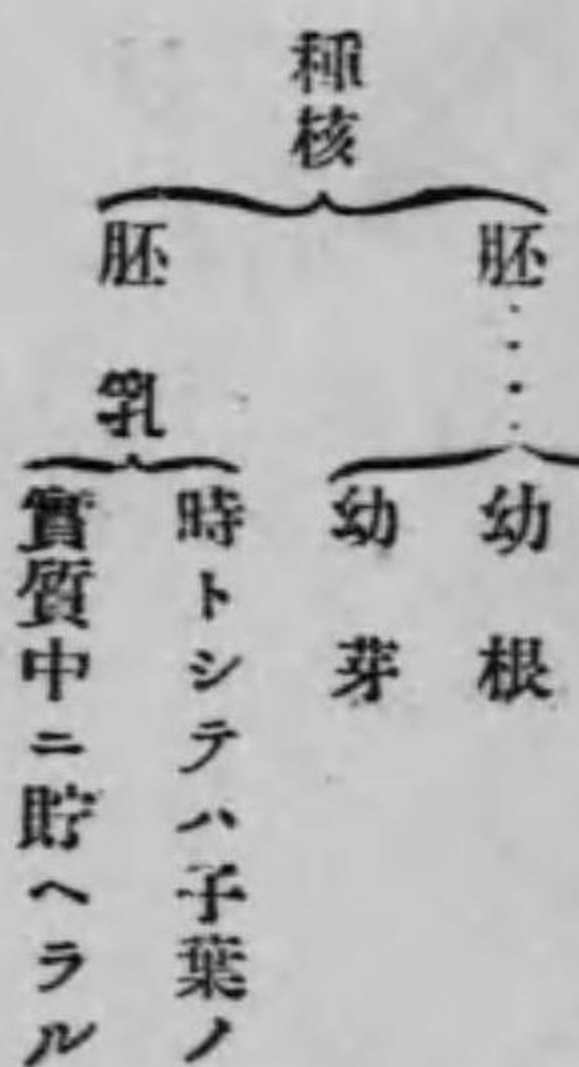 種核
胚
幼根
幼芽
胚乳
時トシテハ子葉ノ
實質中ニ貯ヘラル